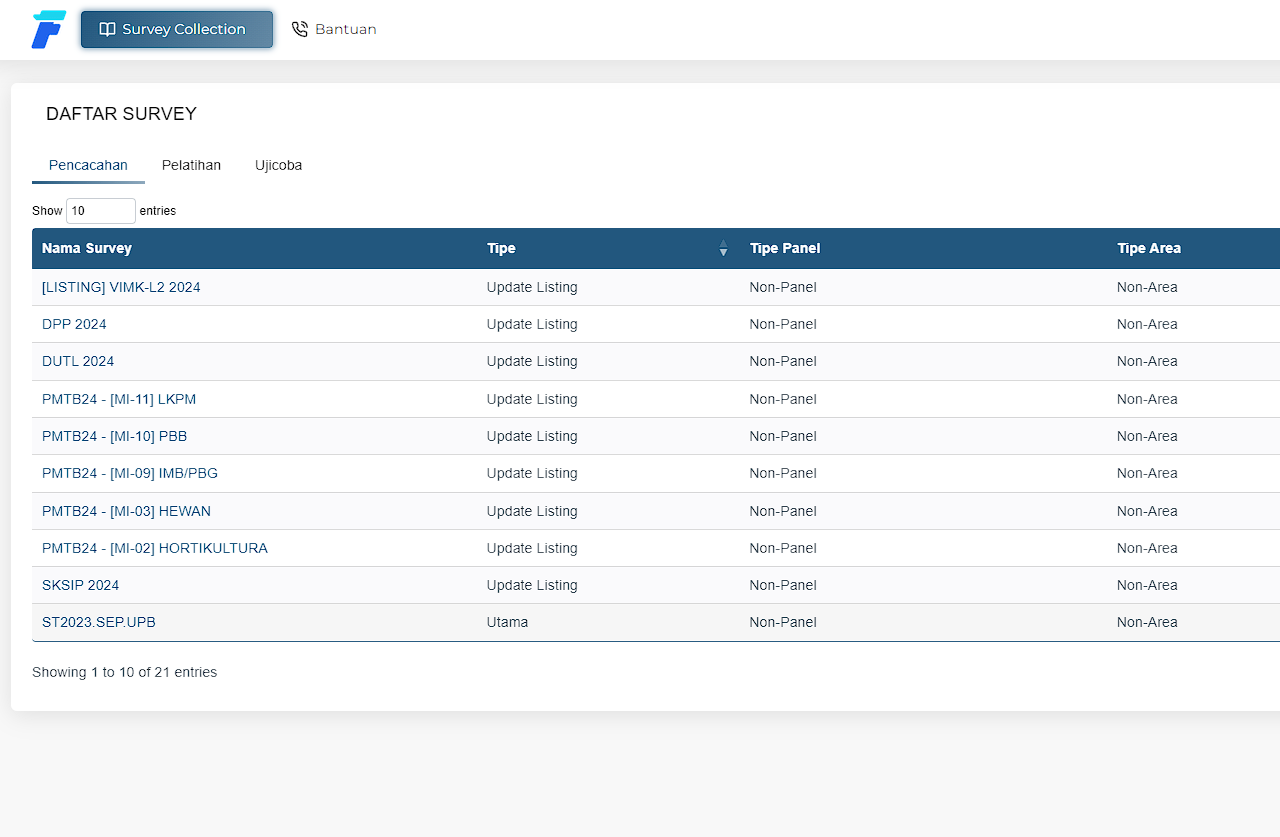 Survey Collection Bantuan
DAFTAR SURVEY
Pencacahan Pelatihan Ujicoba
Show 10 entries
Nama Survey Tipe Tipe Panel Tipe Area
[LISTING] VIMK-L2 2024 Update Listing Non-Panel Non-Area
DPP 2024 Update Listing Non-Panel Non-Area
DUTL 2024 Update Listing Non-Panel Non-Area
PMTB24 - [MI-11] LKPM Update Listing Non-Panel Non-Area
PMTB24 - [MI-10] PBB Update Listing Non-Panel Non-Area
PMTB24 - [MI-09] IMB/PBG Update Listing Non-Panel Non-Area
PMTB24 - [MI-03] HEWAN Update Listing Non-Panel Non-Area
PMTB24 - [MI-02] HORTIKULTURA Update Listing Non-Panel Non-Area
SKSIP 2024 Update Listing Non-Panel Non-Area
ST2023.SEP.UPB Utama Non-Panel Non-Area
Showing 1 to 10 of 21 entries